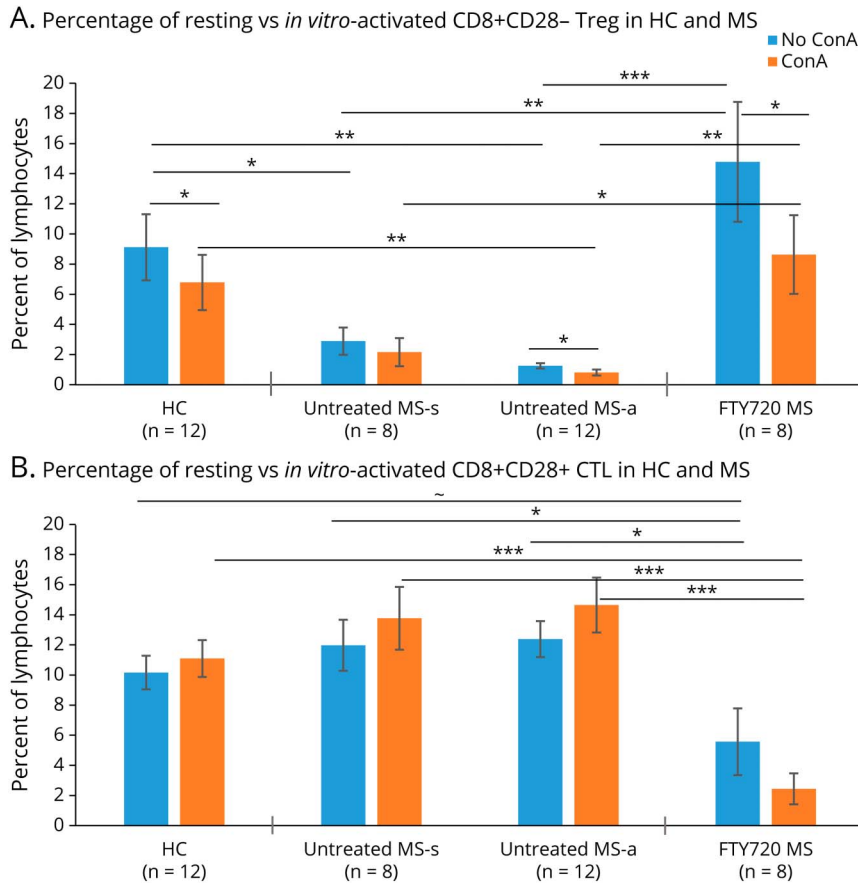 A. Percentage of resting vs in vitro-activated CD8+CD28– Treg in HC and MS
No ConA
ConA
Percent of lymphocytes
20
18
16
14
12
10
8
6
4
2
0
***
** *
** **
*
* *
**
*
HC
(n = 12)
Untreated MS-s
(n = 8)
Untreated MS-a
(n = 12)
FTY720 MS
(n = 8)
B. Percentage of resting vs in vitro-activated CD8+CD28+ CTL in HC and MS
Percent of lymphocytes
20
18
16
14
12
10
8
6
4
2
0
~
*
*
***
***
***
HC
(n = 12)
Untreated MS-s
(n = 8)
Untreated MS-a
(n = 12)
FTY720 MS
(n = 8)